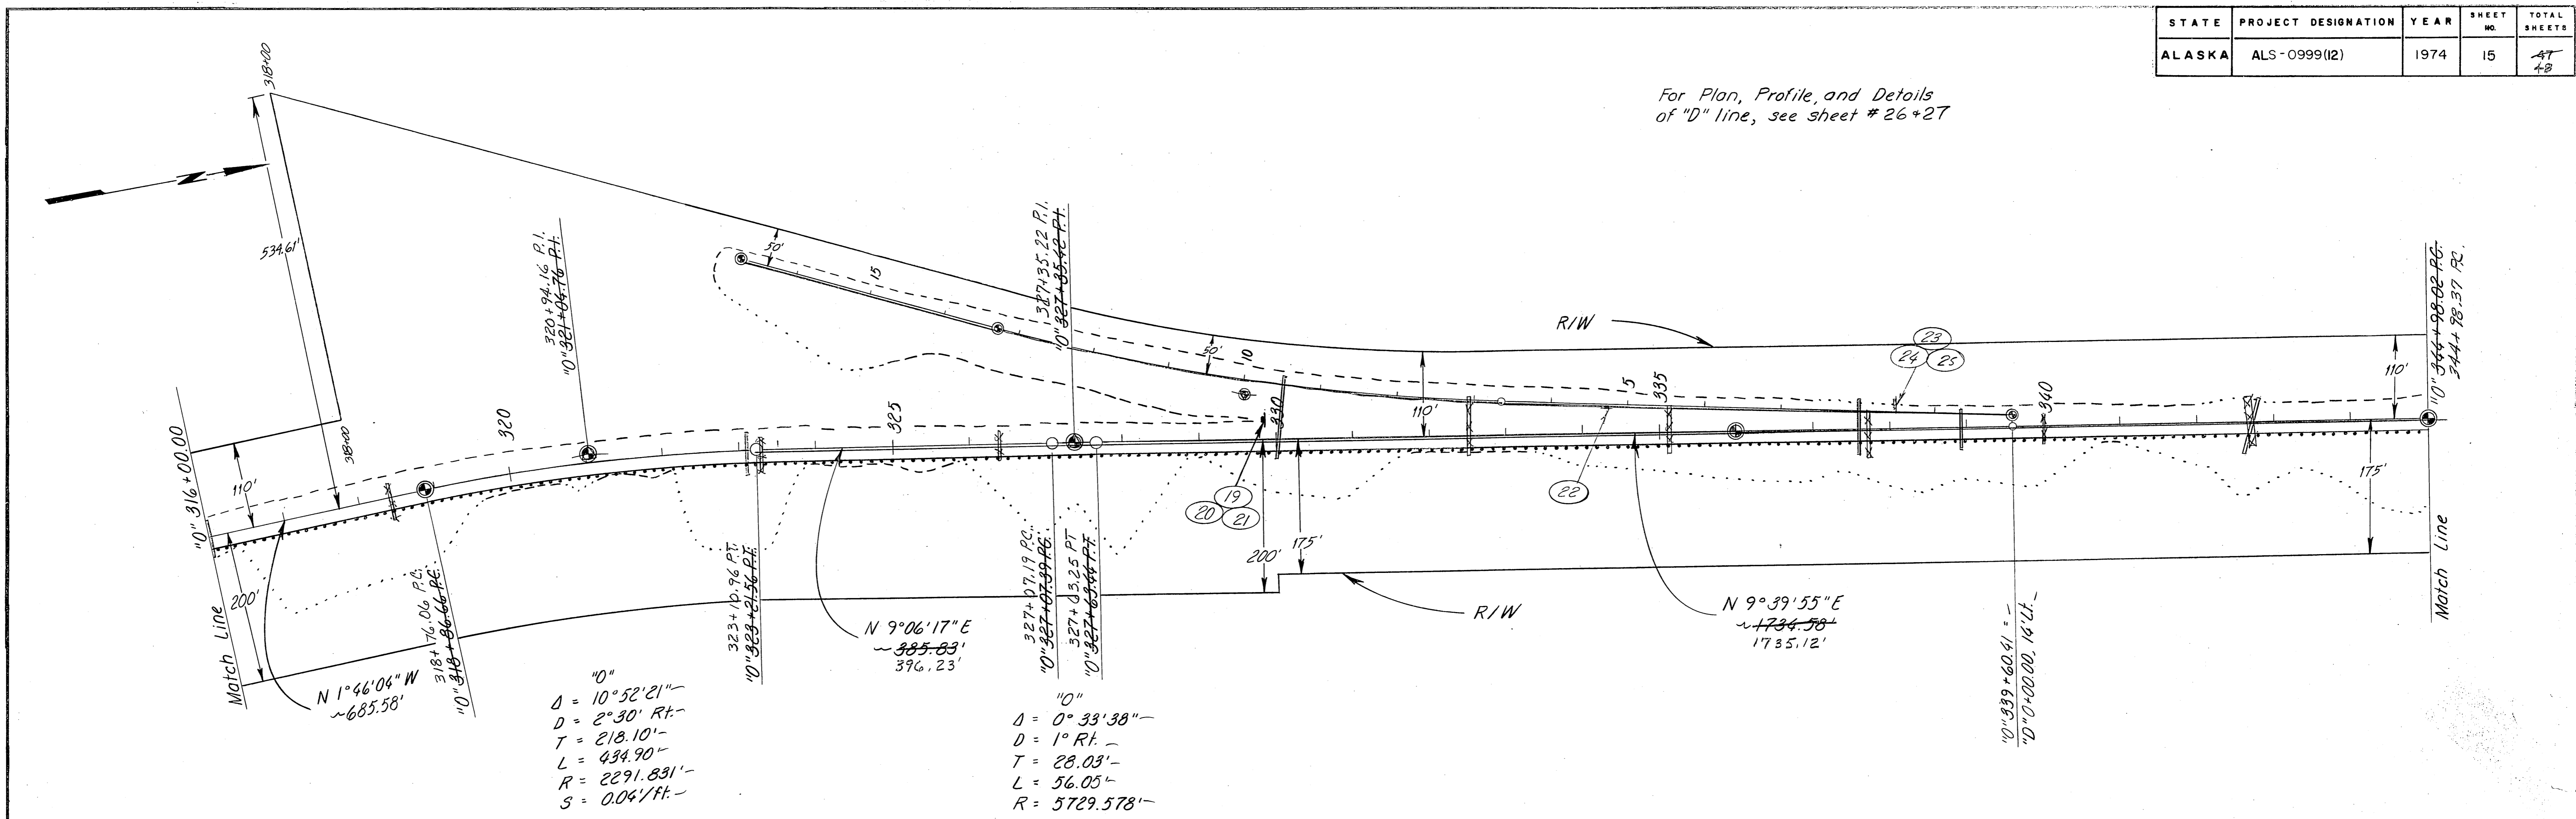 STATE PROJECT DESIGNATION YEAR SHEET NO. TOTAL SHEETS
ALASKA ALS-0999(12) 1974 15 47
48
For Plan, Profile, and Details
of "D" line, see sheet # 26 & 27
318+00
N
534.61'
318+00
"O" 316+00.00
110'
200'
Match Line
N 1°46'04" W
~685.58'
318+76.06 P.C.
"O" 318+86.66 P.C.
320
320+94.16 P.I.
"O" 321+04.76 P.I.
323+10.96 P.T.
"O" 323+21.56 P.T.
50'
15
325
N 9°06'17" E
~385.83'
396.23'
327+35.22 P.I.
"O" 327+35.42 P.I.
327+07.19 P.C.
"O" 327+07.39 P.C.
327+63.25 PT
"O" 327+63.44 P.T.
50'
10
330
19
20 21
200'
175'
110'
R/W
R/W
22
5
335
23
24 25
340
N 9°39'55" E
~1734.58'
1735.12'
"O" 339+60.41 =
"D" 0+00.00, 14' Lt.
110'
175'
"O" 344+98.02 P.C.
344+98.37 P.C.
Match Line
"O"
Δ = 10°52'21"
D = 2°30' Rt.
T = 218.10'
L = 434.90'
R = 2291.831'
S = 0.04'/ft.
"O"
Δ = 0°33'38"
D = 1° Rt.
T = 28.03'
L = 56.05'
R = 5729.578'